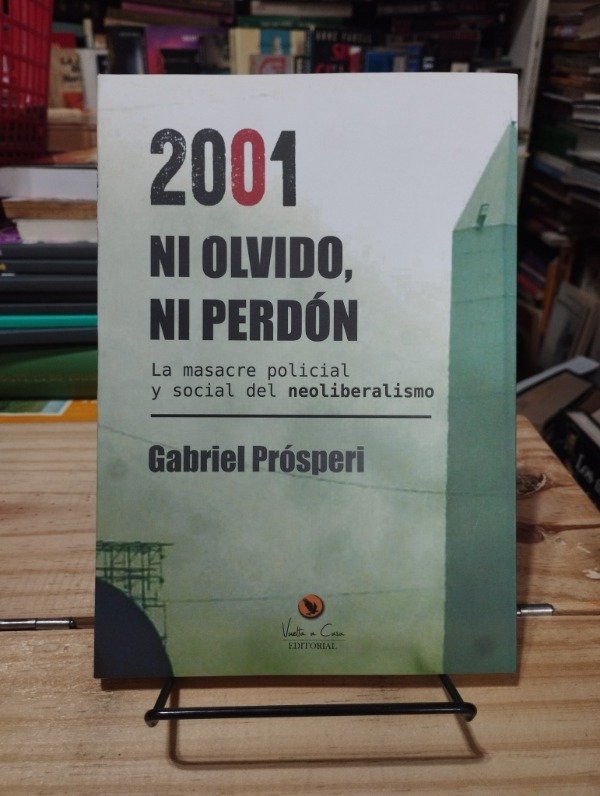 2001
NI OLVIDO,
NI PERDÓN
La masacre policial
y social del neoliberalismo
Gabriel Prósperi
Vuelta a Casa
EDITORIAL